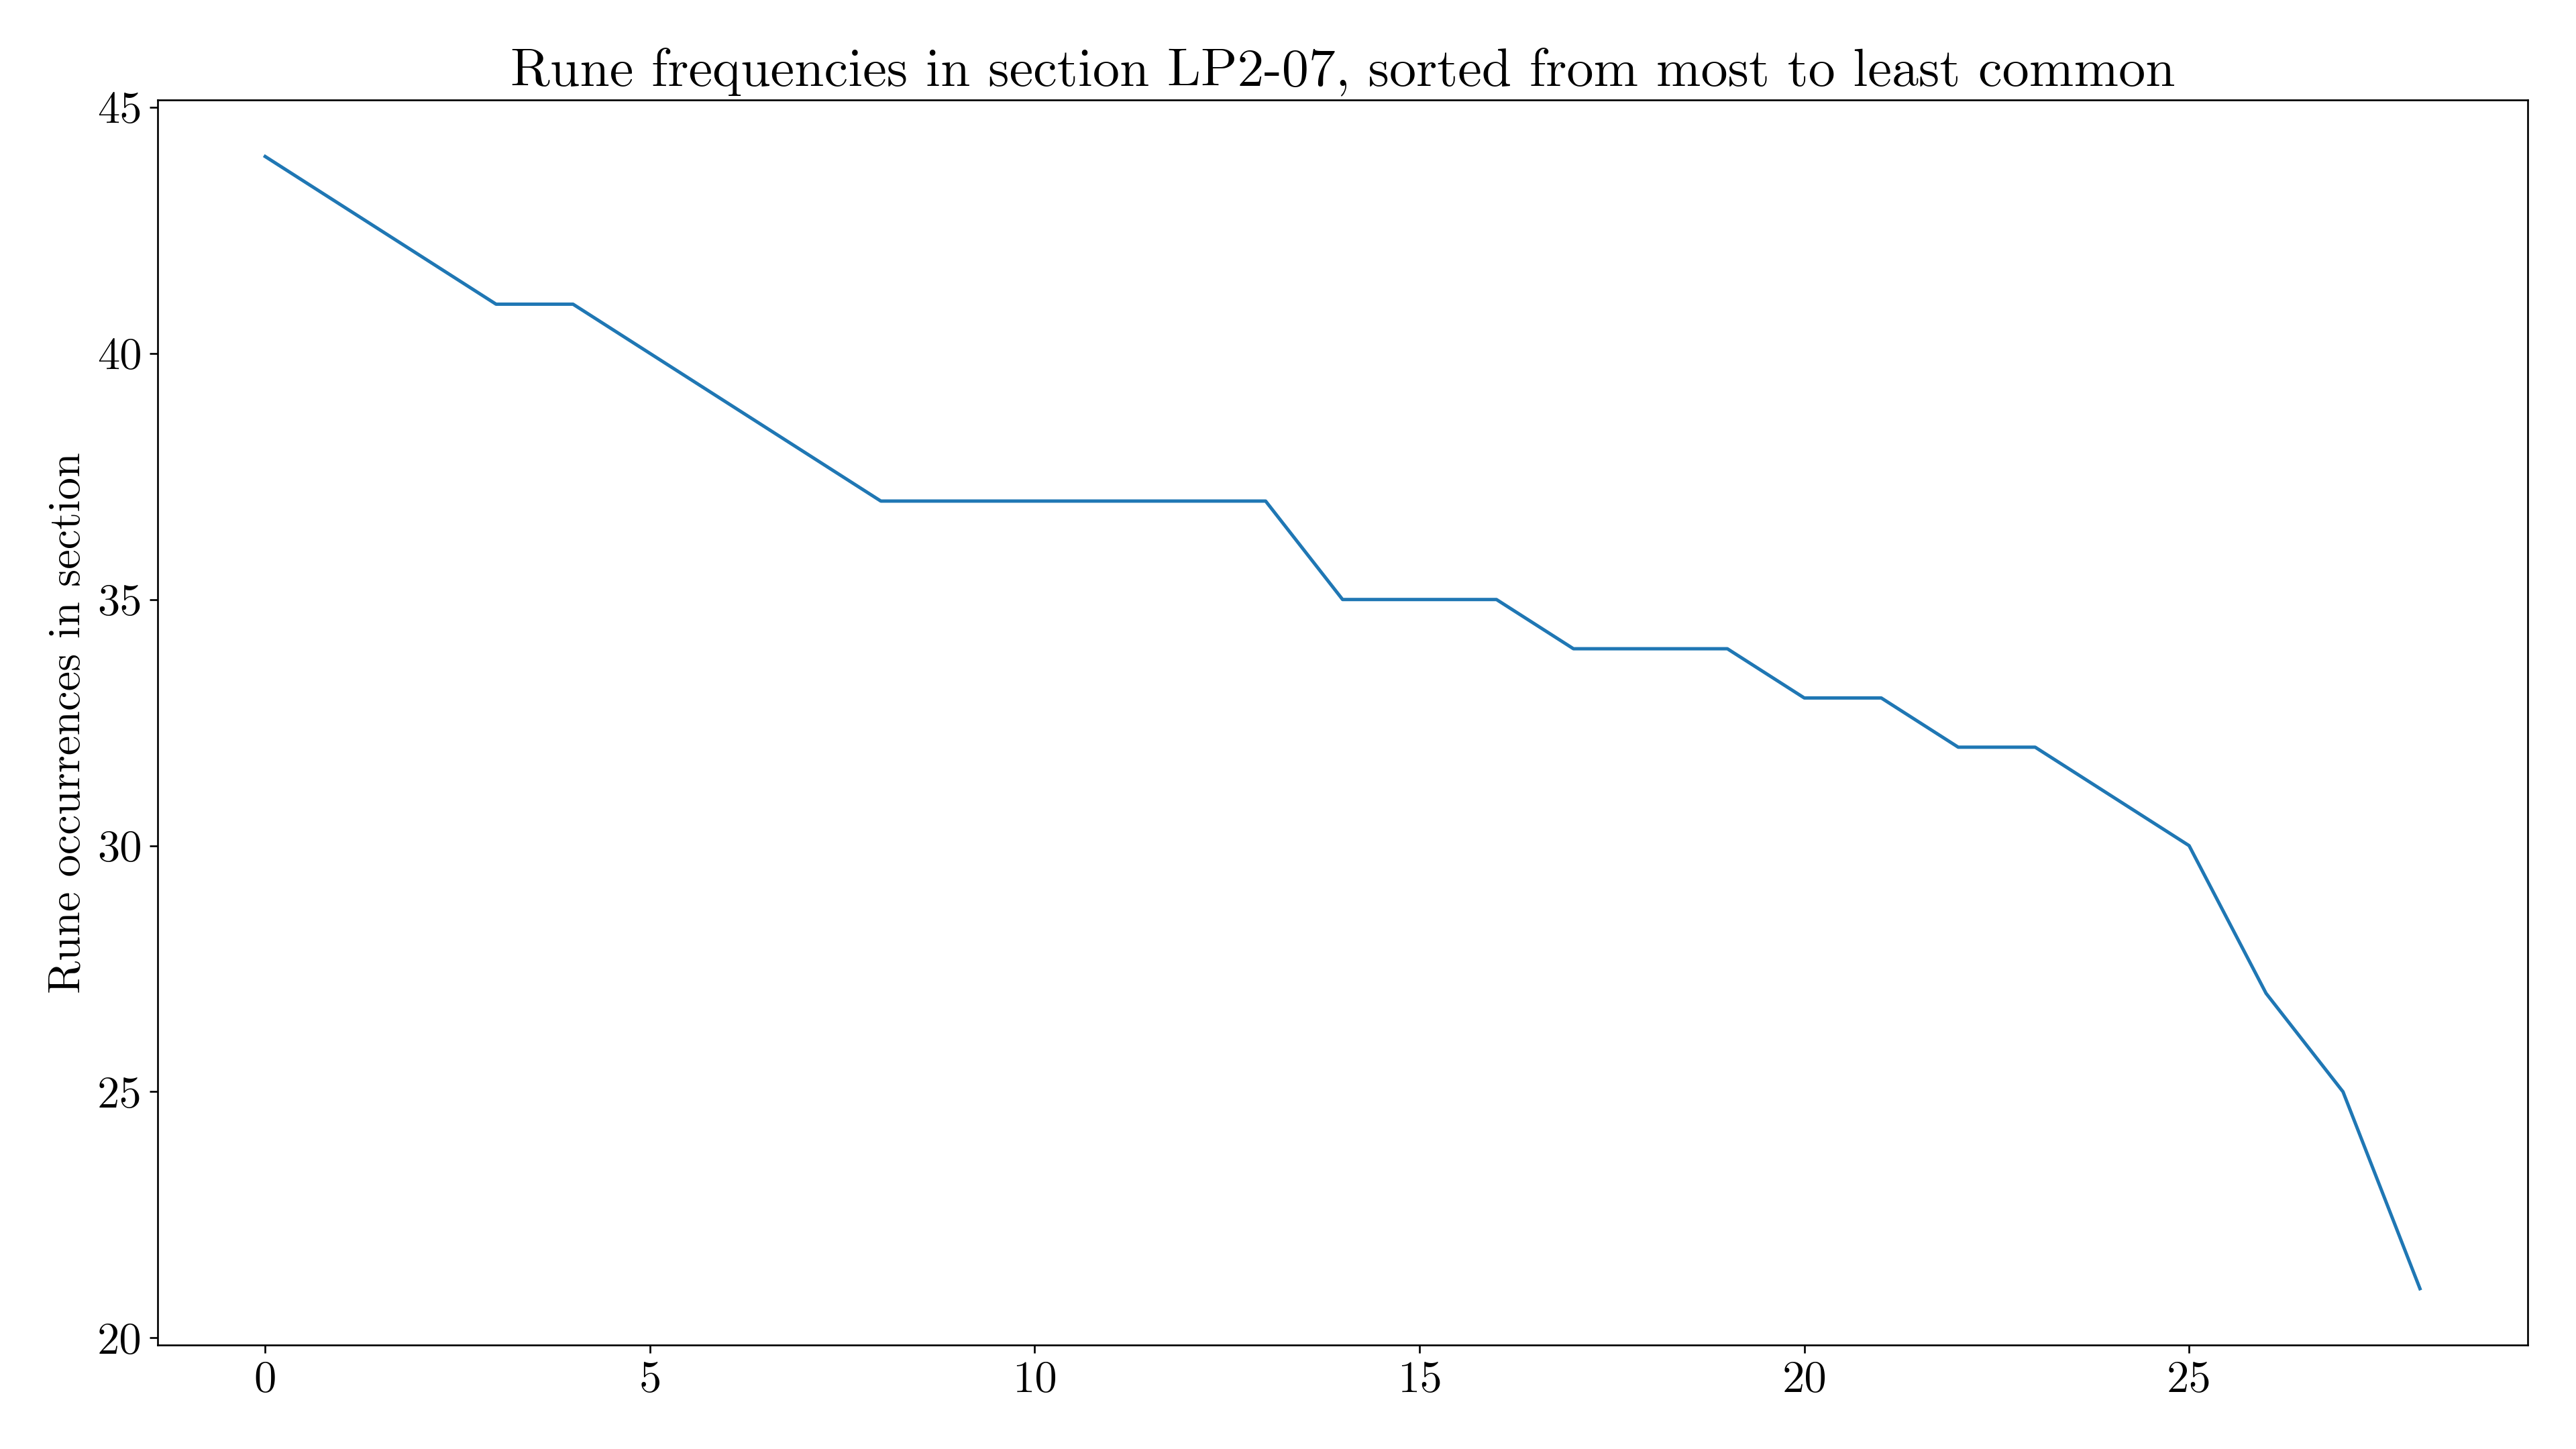 Rune frequencies in section LP2-07, sorted from most to least common
Rune occurrences in section
45
40
35
30
25
20
0 5 10 15 20 25